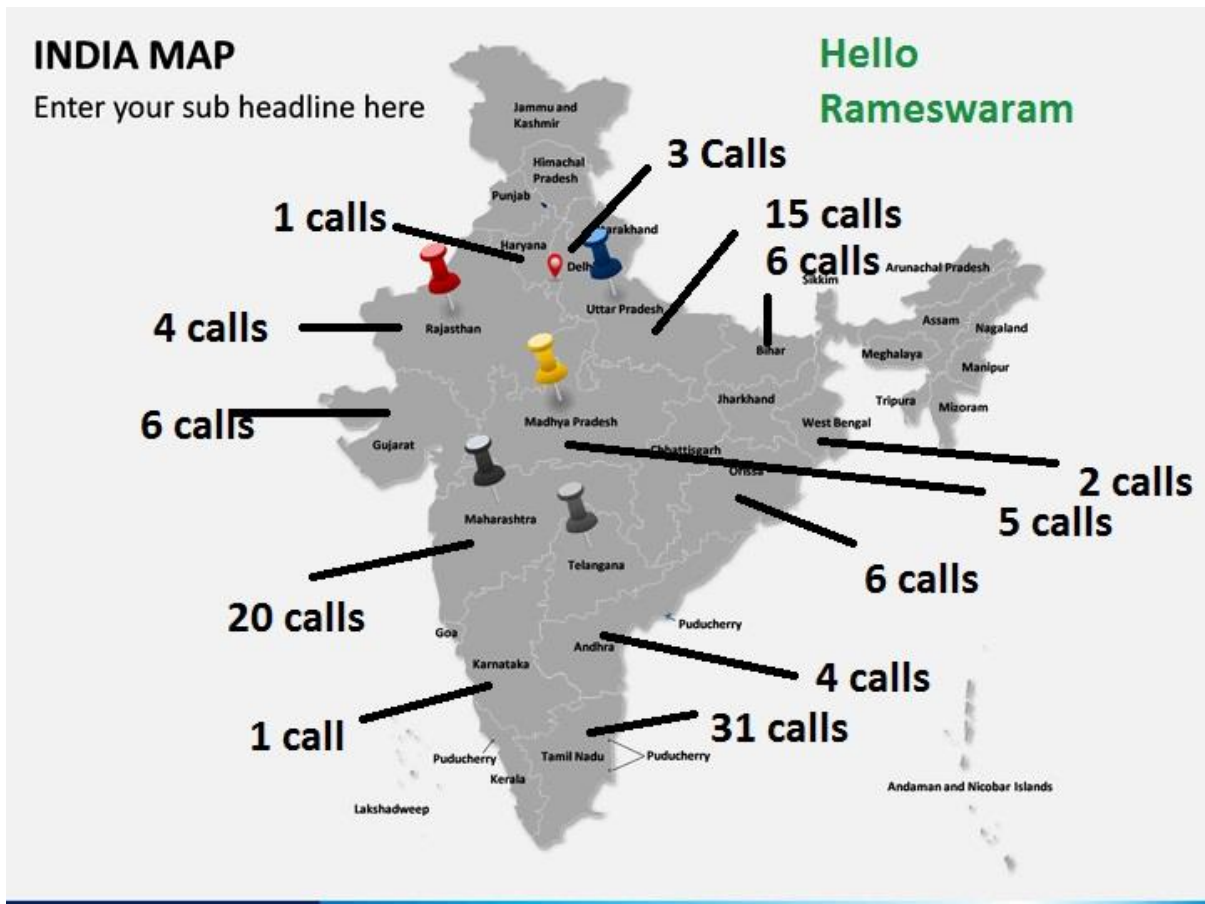 INDIA MAP
Enter your sub headline here
Hello
Rameswaram
Jammu and
Kashmir
3 Calls
Himachal
Pradesh
Punjab
1 calls
15 calls
tarakhand
Haryana
6 calls
Delh
Sikkim
Arunachal Pradesh
Uttar Pradesh
4 calls
Rajasthan
Assam
Nagaland
Bihar
Meghalaya
Manipur
Jharkhand
Tripura
Mizoram
6 calls
Madhya Pradesh
West Bengal
Gujarat
Chhattisgarh
Orissa
2 calls
5 calls
Maharashtra
Telangana
6 calls
20 calls
Puducherry
Goa
Andhra
Karnataka
4 calls
1 call
31 calls
Puducherry
Tamil Nadu
Puducherry
Kerala
Andaman and Nicobar Islands
Lakshadweep